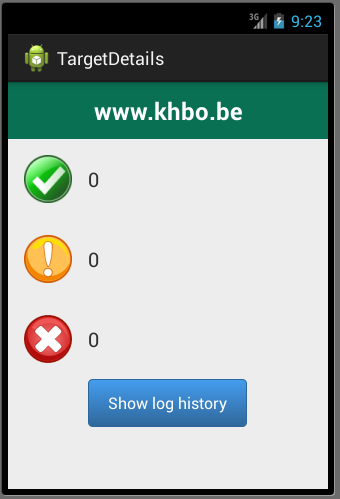 3G 9:23
TargetDetails
www.khbo.be
0
0
0
Show log history